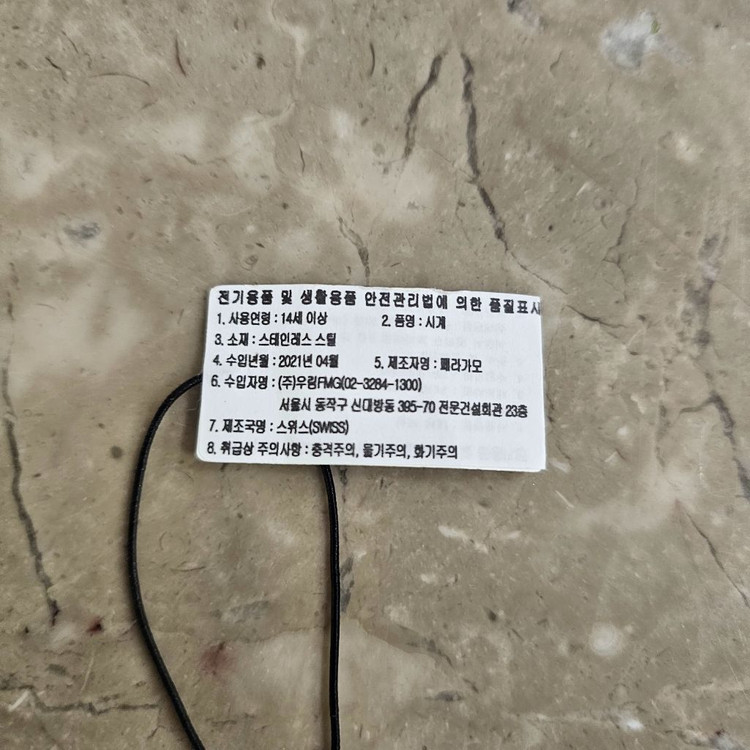 전기용품 및 생활용품 안전관리법에 의한 품질표시
1. 사용연령 : 14세 이상 2. 품명 : 시계
3. 소재 : 스테인레스 스틸
4. 수입년월 : 2021년 04월 5. 제조자명 : 페라가모
6. 수입자명 : (주)우림FMG(02-3284-1300)
서울시 동작구 신대방동 395-70 전문건설회관 23층
7. 제조국명 : 스위스(SWISS)
8. 취급상 주의사항 : 충격주의, 물기주의, 화기주의